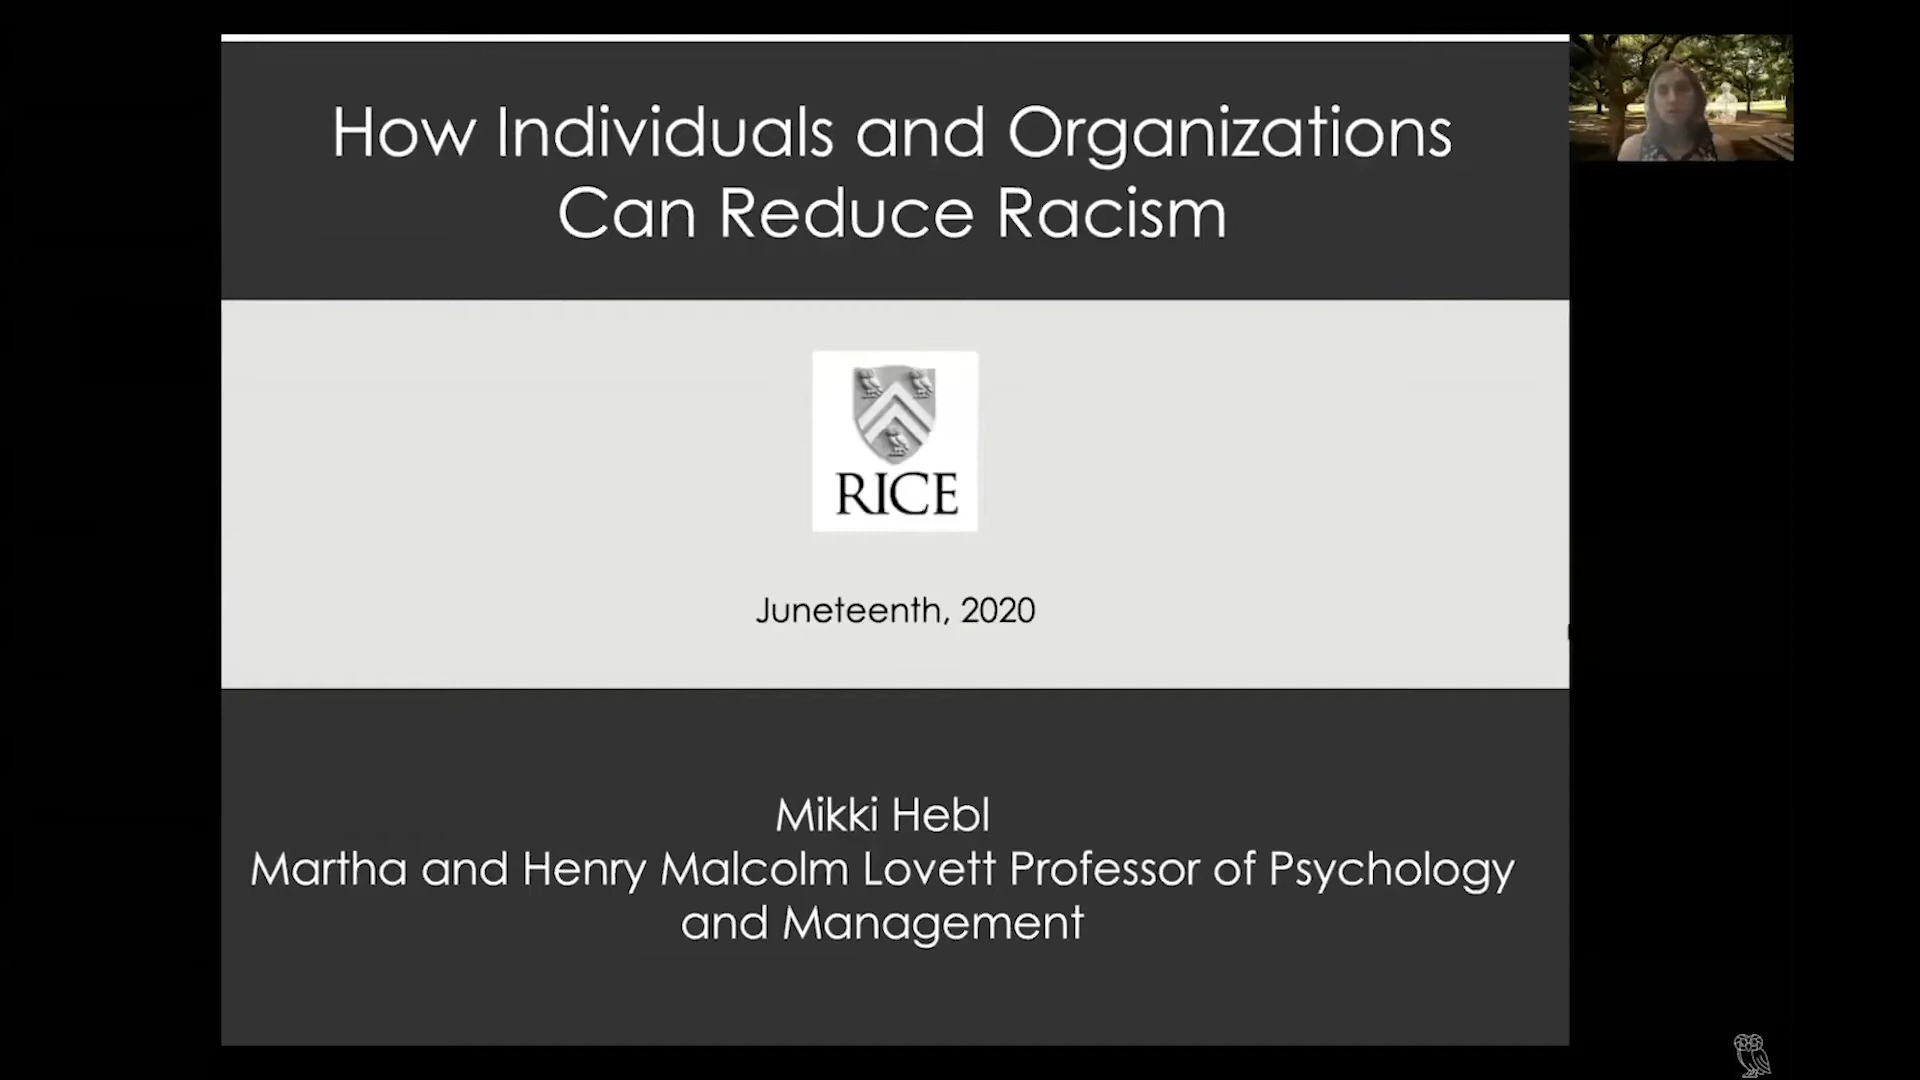 How Individuals and Organizations
Can Reduce Racism
RICE
Juneteenth, 2020
Mikki Hebl
Martha and Henry Malcolm Lovett Professor of Psychology
and Management